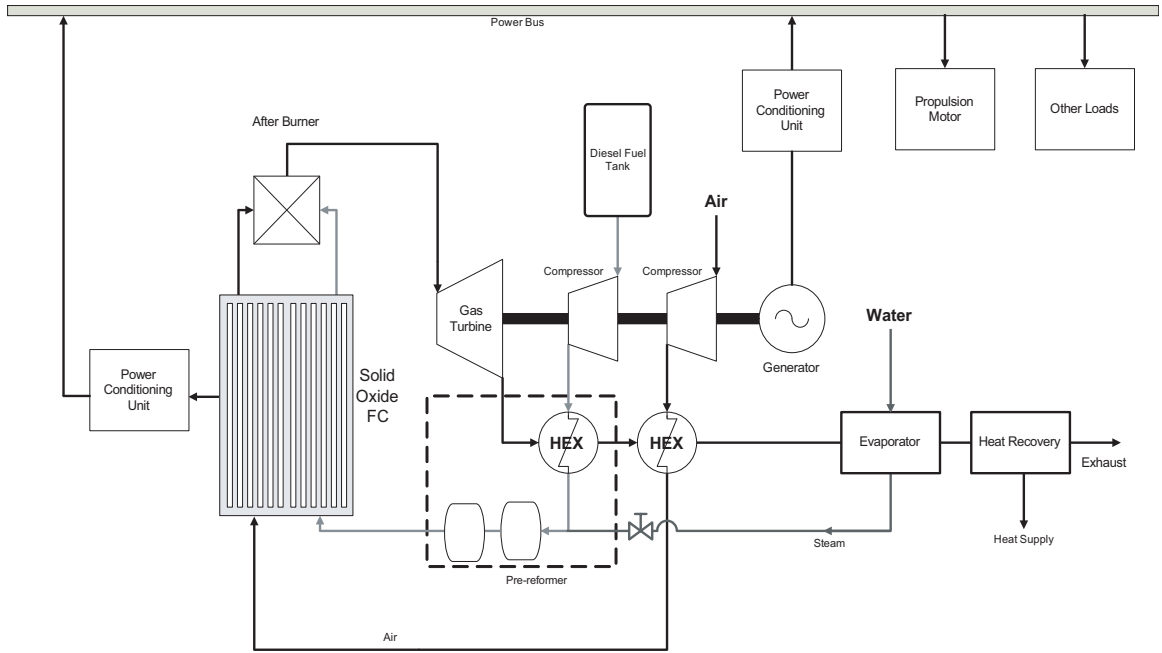 Power Bus
After Burner
Diesel Fuel
Tank
Power
Conditioning
Unit
Propulsion
Motor
Other Loads
Air
Compressor
Compressor
Gas
Turbine
Water
Generator
Power
Conditioning
Unit
Solid
Oxide
FC
HEX
HEX
Evaporator
Heat Recovery
Exhaust
Steam
Heat Supply
Pre-reformer
Air